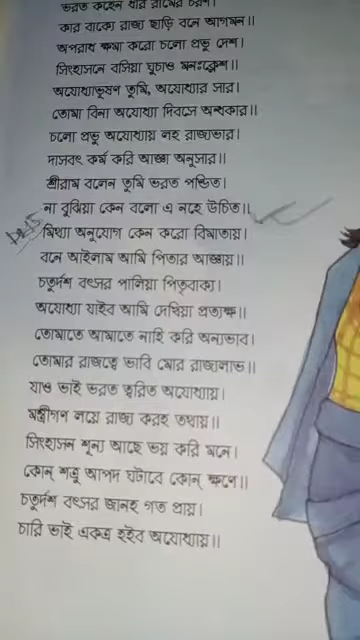 ভরত কহেন ধরি রামের চরণ।
কার বাক্যে রাজ্য ছাড়ি বনে আগমন॥
অপরাধ ক্ষমা করো চলো প্রভু দেশ।
সিংহাসনে বসিয়া ঘুচাও মনঃক্লেশ॥
অযোধ্যাভূষণ তুমি, অযোধ্যার সার।
তোমা বিনা অযোধ্যা দিবসে অন্ধকার॥
চলো প্রভু অযোধ্যায় লহ রাজ্যভার।
দাসবৎ কর্ম করি আজ্ঞা অনুসার॥
শ্রীরাম বলেন তুমি ভরত পণ্ডিত।
না বুঝিয়া কেন বলো এ নহে উচিত॥
মিথ্যা অনুযোগ কেন করো বিমাতায়।
বনে আইলাম আমি পিতার আজ্ঞায়॥
চতুর্দশ বৎসর পালিয়া পিতৃবাক্য।
অযোধ্যা যাইব আমি দেখিয়া প্রত্যক্ষ॥
তোমাতে আমাতে নাহি করি অন্যভাব।
তোমার রাজত্বে ভাবি মোর রাজ্যলাভ॥
যাও ভাই ভরত ত্বরিত অযোধ্যায়।
মন্ত্রীগণ লয়ে রাজ্য করহ তথায়॥
সিংহাসন শূন্য আছে ভয় করি মনে।
কোন্ শত্রু আপদ ঘটাবে কোন্ ক্ষণে॥
চতুর্দশ বৎসর জানহ গত প্রায়।
চারি ভাই একত্র হইব অযোধ্যায়॥